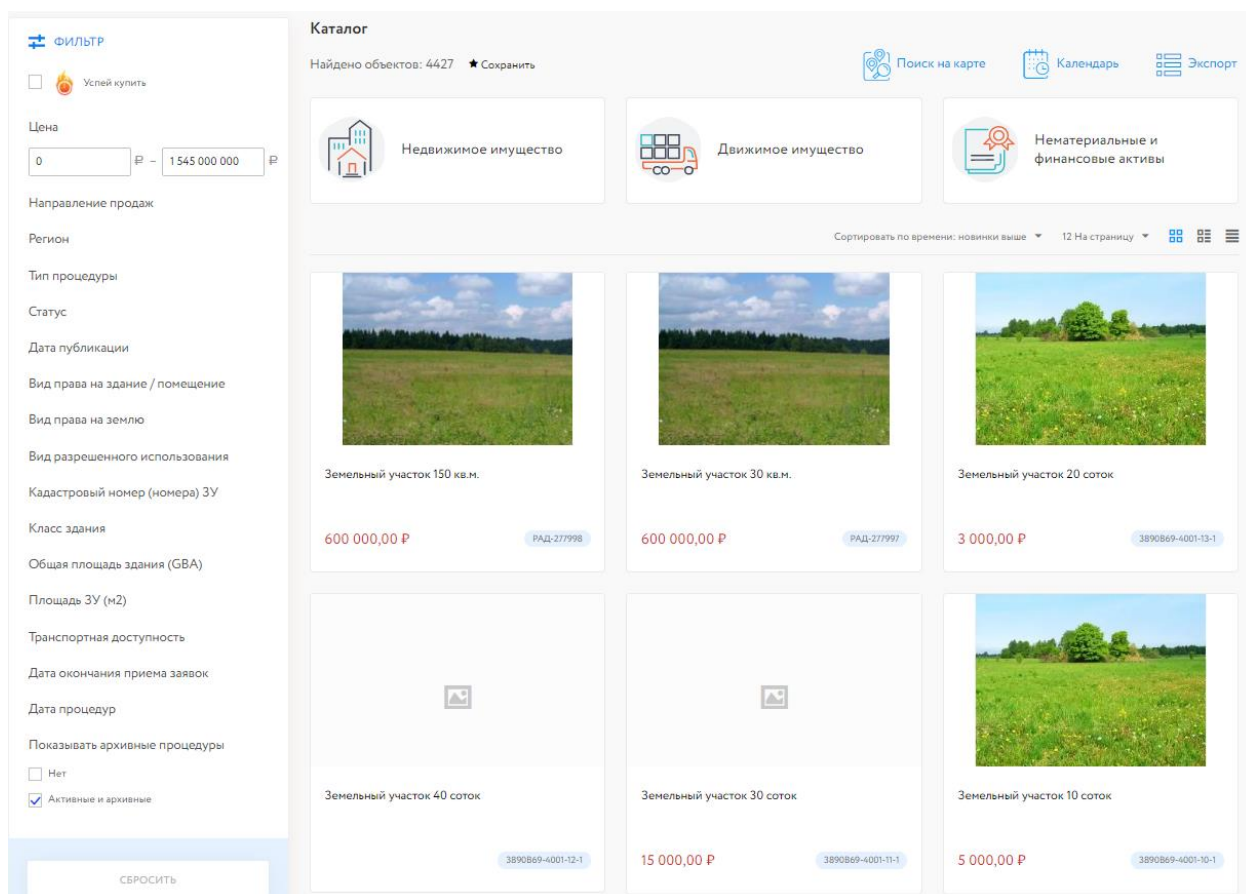 ФИЛЬТР
Успей купить
Цена
0 ₽ – 1 545 000 000 ₽
Направление продаж
Регион
Тип процедуры
Статус
Дата публикации
Вид права на здание / помещение
Вид права на землю
Вид разрешенного использования
Кадастровый номер (номера) ЗУ
Класс здания
Общая площадь здания (GBA)
Площадь ЗУ (м2)
Транспортная доступность
Дата окончания приема заявок
Дата процедур
Показывать архивные процедуры
Нет
Активные и архивные
СБРОСИТЬ
Каталог
Найдено объектов: 4427 ★ Сохранить
Поиск на карте Календарь Экспорт
Недвижимое имущество
Движимое имущество
Нематериальные и
финансовые активы
Сортировать по времени: новинки выше 12 На страницу
Земельный участок 150 кв.м.
600 000,00 ₽ РАД-277998
Земельный участок 30 кв.м.
600 000,00 ₽ РАД-277997
Земельный участок 20 соток
3 000,00 ₽ 3890869-4001-13-1
Земельный участок 40 соток
3890869-4001-12-1
Земельный участок 30 соток
15 000,00 ₽ 3890869-4001-11-1
Земельный участок 10 соток
5 000,00 ₽ 3890869-4001-10-1